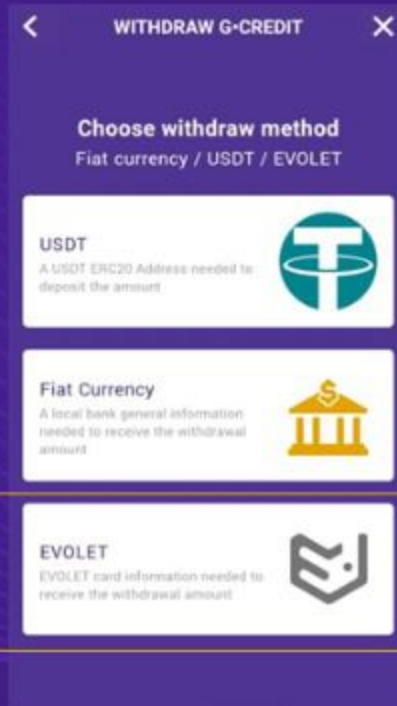 WITHDRAW G•CREDIT
Choose withdraw method
Fiat currency / USDT / EVOLET
USDT
A USDT ERC20 Address needed to
deposit the amount
Fiat Currency
A local bank general information
needed to receive the withdrawal
amount
EVOLET
EVOLET card information needed to
receive the withdrawal amount